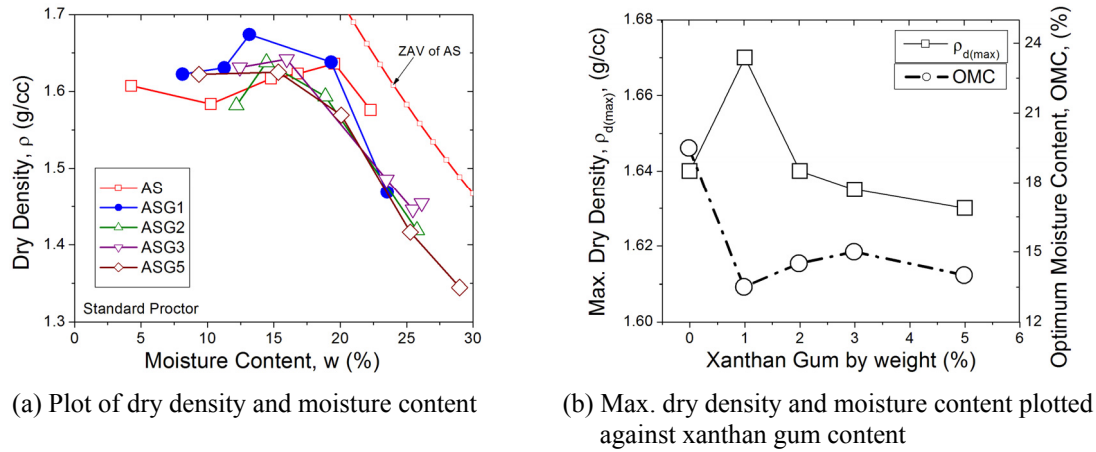 1.7
1.6
1.5
1.4
1.3
Dry Density, ρ (g/cc)
ZAV of AS
AS
ASG1
ASG2
ASG3
ASG5
Standard Proctor
0 5 10 15 20 25 30
Moisture Content, w (%)
(a) Plot of dry density and moisture content
1.68
1.66
1.64
1.62
1.60
Max. Dry Density, ρd(max), (g/cc)
ρd(max)
OMC
24
21
18
15
12
Optimum Moisture Content, OMC, (%)
0 1 2 3 4 5 6
Xanthan Gum by weight (%)
(b) Max. dry density and moisture content plotted
against xanthan gum content